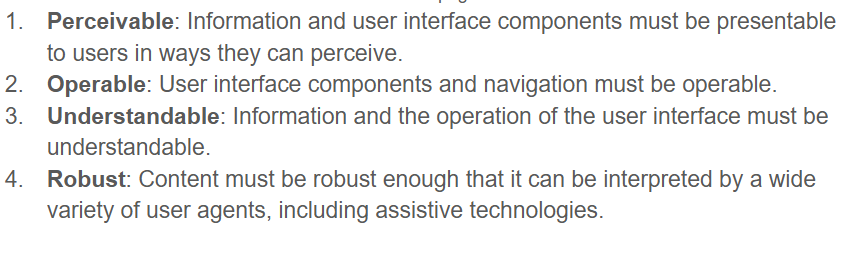 1. Perceivable: Information and user interface components must be presentable
to users in ways they can perceive.
2. Operable: User interface components and navigation must be operable.
3. Understandable: Information and the operation of the user interface must be
understandable.
4. Robust: Content must be robust enough that it can be interpreted by a wide
variety of user agents, including assistive technologies.